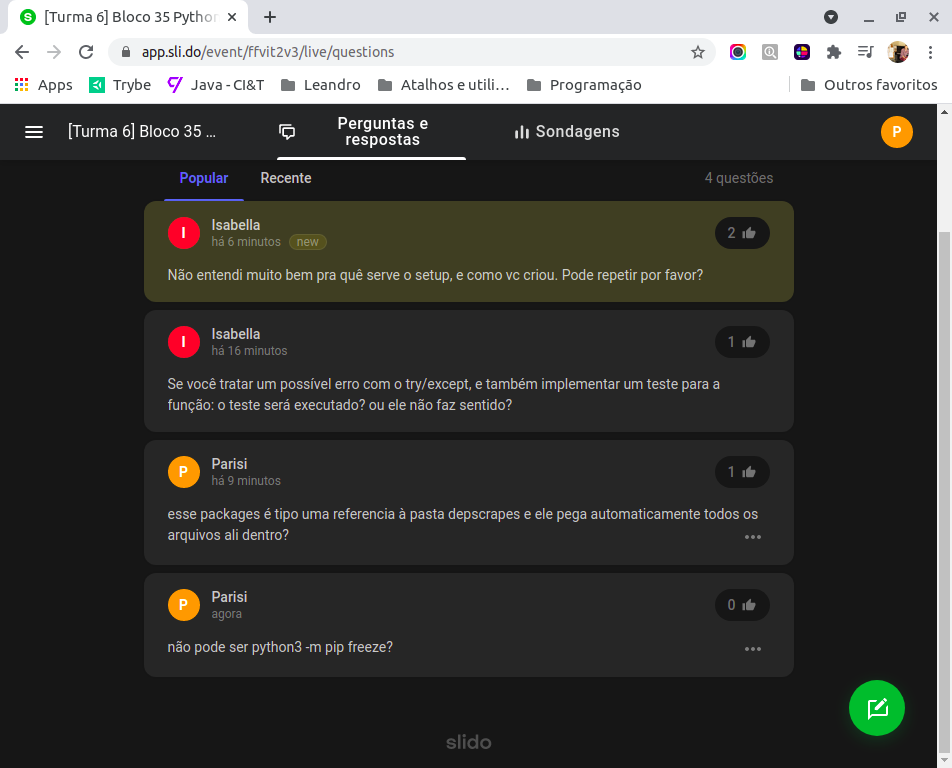 [Turma 6] Bloco 35 Pythor
app.sli.do/event/ffvit2v3/live/questions
Apps Trybe Java - CI&T Leandro Atalhos e utili... Programação Outros favoritos
[Turma 6] Bloco 35 ...
Perguntas e
respostas
Sondagens
P
Popular Recente 4 questões
I Isabella 2
há 6 minutos new
Não entendi muito bem pra quê serve o setup, e como vc criou. Pode repetir por favor?
I Isabella 1
há 16 minutos
Se você tratar um possível erro com o try/except, e também implementar um teste para a
função: o teste será executado? ou ele não faz sentido?
P Parisi 1
há 9 minutos
esse packages é tipo uma referencia à pasta depscrapes e ele pega automaticamente todos os
arquivos ali dentro?
P Parisi 0
agora
não pode ser python3 -m pip freeze?
slido